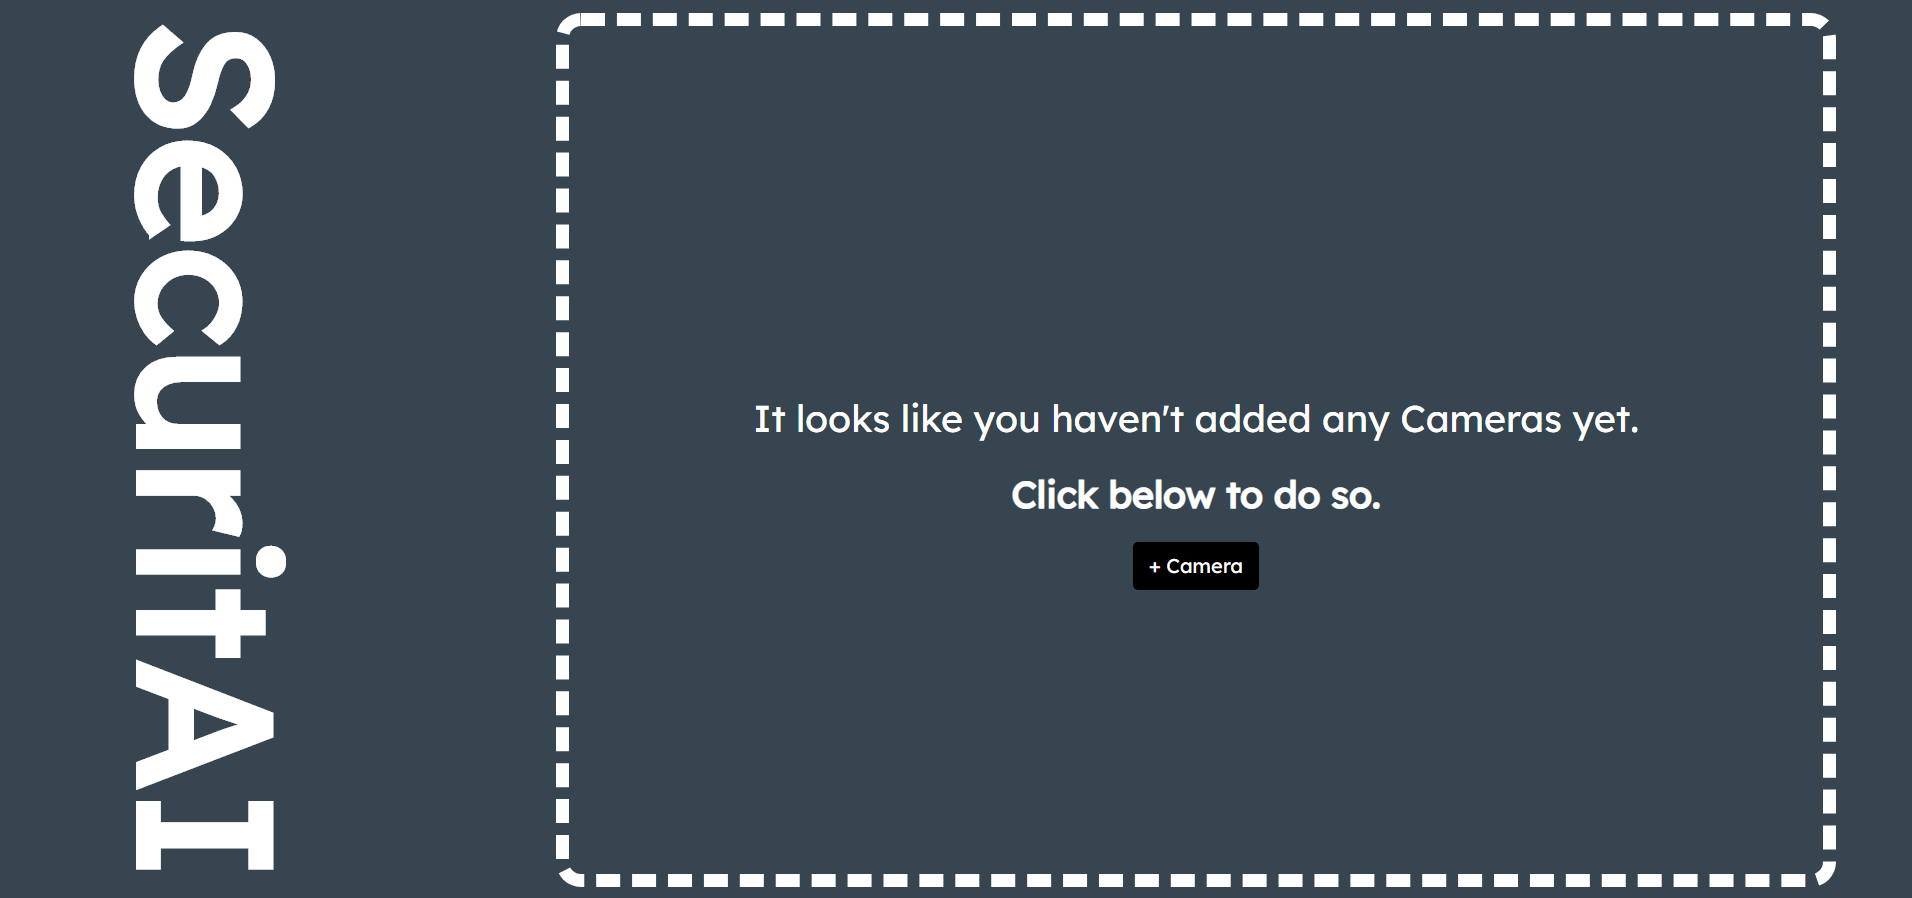 SecuritAI
It looks like you haven't added any Cameras yet.
Click below to do so.
+ Camera